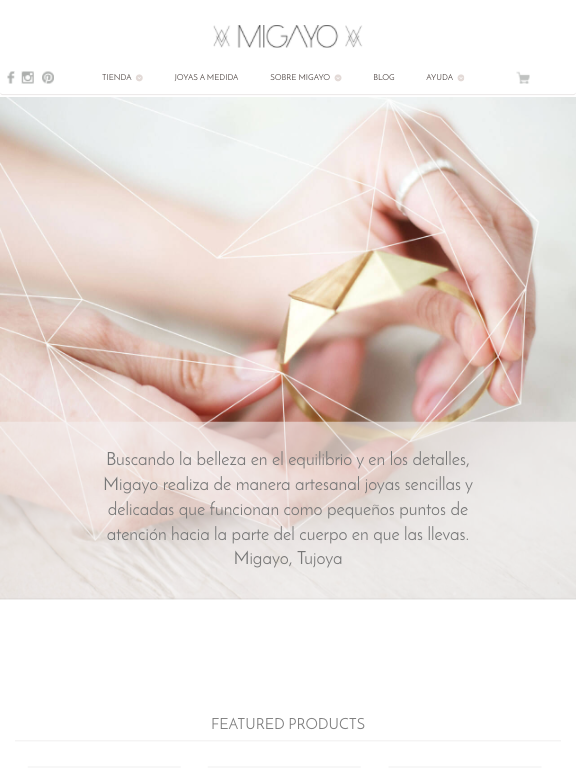 MIGAYO
TIENDA JOYAS A MEDIDA SOBRE MIGAYO BLOG AYUDA
Buscando la belleza en el equilibrio y en los detalles,
Migayo realiza de manera artesanal joyas sencillas y
delicadas que funcionan como pequeños puntos de
atención hacia la parte del cuerpo en que las llevas.
Migayo, Tujoya
FEATURED PRODUCTS